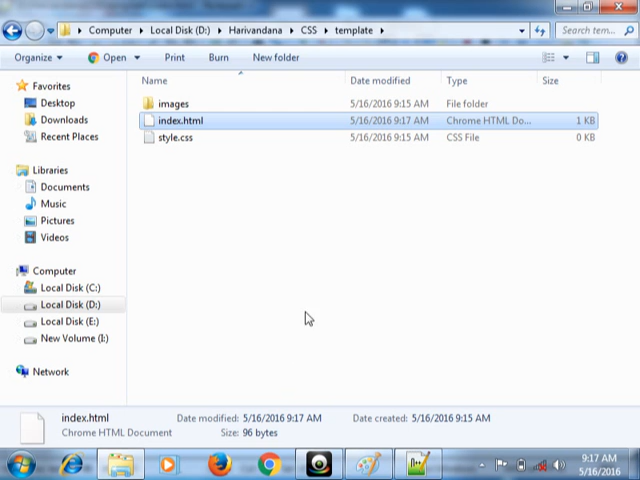 Computer ▸ Local Disk (D:) ▸ Harivandana ▸ CSS ▸ template ▸
Search tem...
Organize Open Print Burn New folder
Name Date modified Type Size
Favorites
Desktop
Downloads
Recent Places
Libraries
Documents
Music
Pictures
Videos
Computer
Local Disk (C:)
Local Disk (D:)
Local Disk (E:)
New Volume (I:)
Network
images 5/16/2016 9:15 AM File folder
index.html 5/16/2016 9:17 AM Chrome HTML Do... 1 KB
style.css 5/16/2016 9:15 AM CSS File 0 KB
index.html Date modified: 5/16/2016 9:17 AM Date created: 5/16/2016 9:15 AM
Chrome HTML Document Size: 96 bytes
9:17 AM
5/16/2016